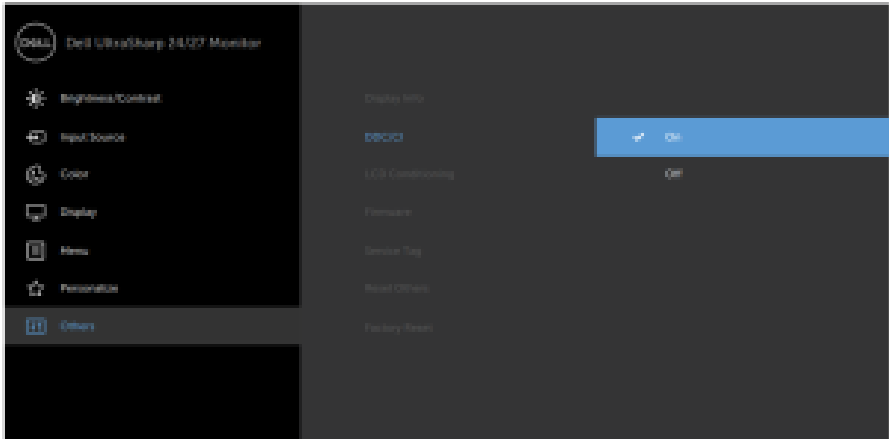 DELL
Dell UltraSharp 24/27 Monitor
Brightness/Contrast
Input Source
Color
Display
Menu
Personalize
Others
Display Info
DDC/CI
LCD Conditioning
Firmware
Service Tag
Reset Others
Factory Reset
On
Off